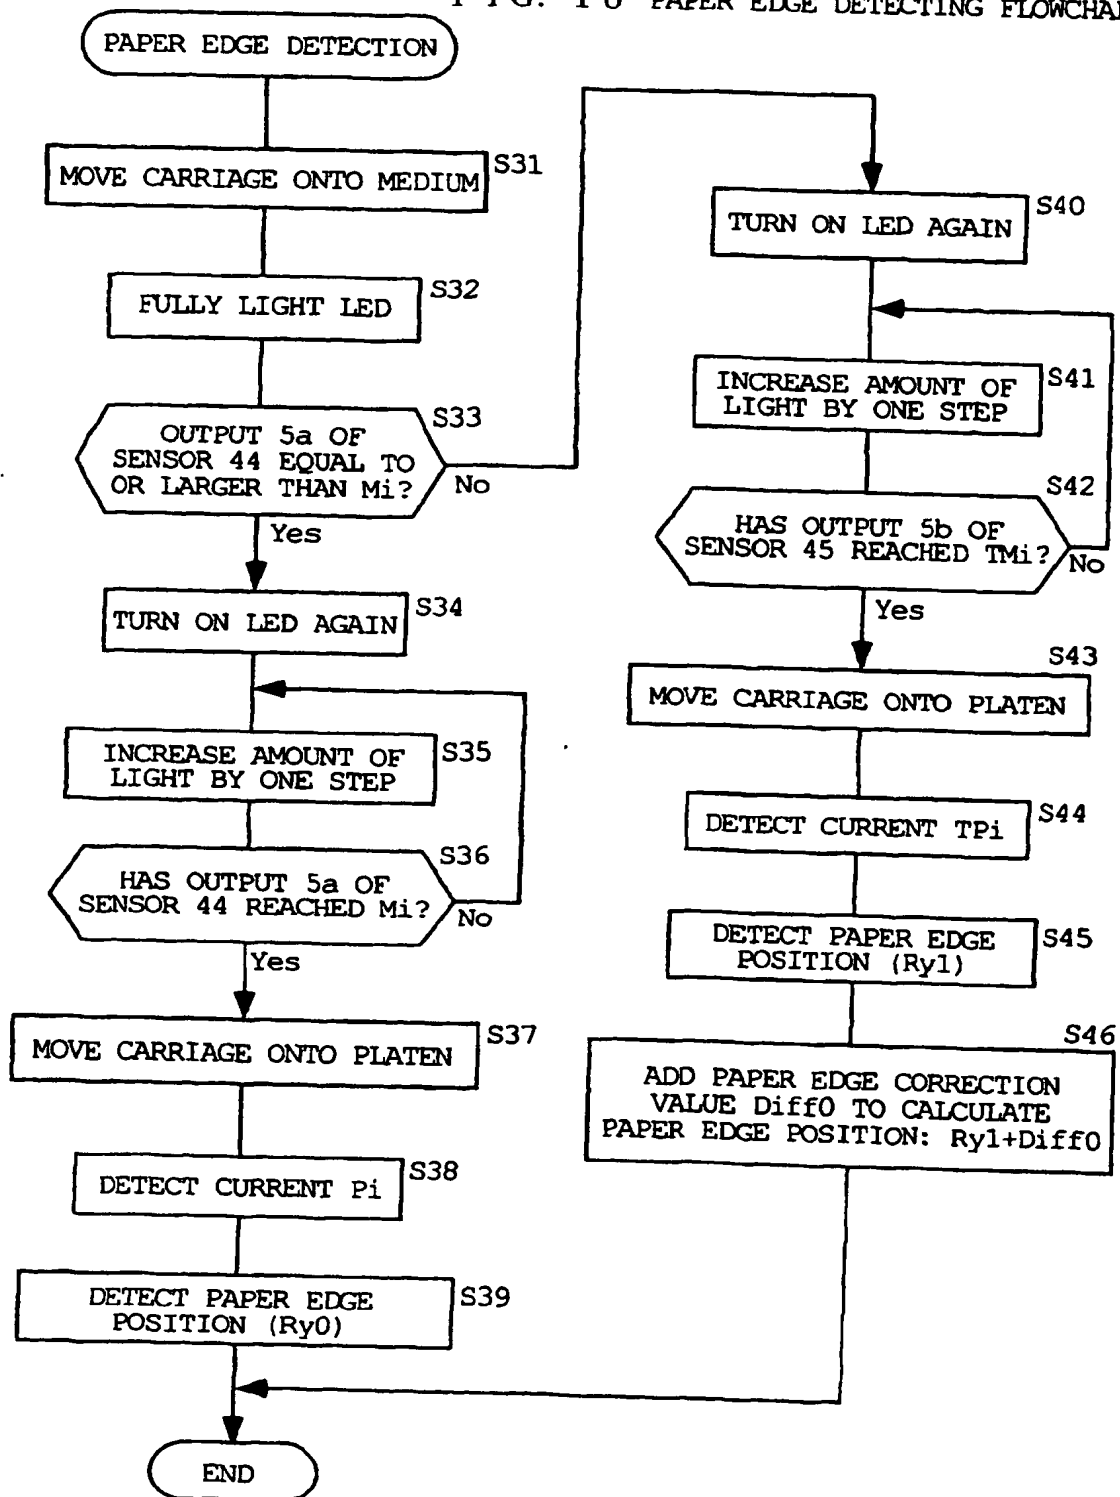 PAPER EDGE DETECTING
PAPER EDGE DETECTION
MOVE CARRIAGE ONTO MEDIUM
S31
FULLY LIGHT LED
S32
S33
OUTPUT 5a OF
SENSOR 44 EQUAL TO
OR LARGER THAN Mi?
No
Yes
TURN ON LED AGAIN
S34
INCREASE AMOUNT OF
LIGHT BY ONE STEP
S35
S36
HAS OUTPUT 5a OF
SENSOR 44 REACHED Mi?
No
Yes
MOVE CARRIAGE ONTO PLATEN
S37
DETECT CURRENT Pi
S38
DETECT PAPER EDGE
POSITION (Ry0)
S39
END
TURN ON LED AGAIN
S40
INCREASE AMOUNT OF
LIGHT BY ONE STEP
S41
S42
HAS OUTPUT 5b OF
SENSOR 45 REACHED TMi?
No
Yes
S43
MOVE CARRIAGE ONTO PLATEN
DETECT CURRENT TPi
S44
DETECT PAPER EDGE
POSITION (Ry1)
S45
S46
ADD PAPER EDGE CORRECTION
VALUE Diff0 TO CALCULATE
PAPER EDGE POSITION: Ry1+Diff0